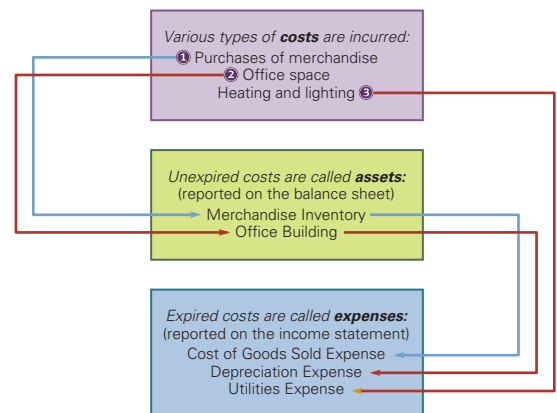 Various types of costs are incurred:
1 Purchases of merchandise
2 Office space
Heating and lighting 3
Unexpired costs are called assets:
(reported on the balance sheet)
Merchandise Inventory
Office Building
Expired costs are called expenses:
(reported on the income statement)
Cost of Goods Sold Expense
Depreciation Expense
Utilities Expense